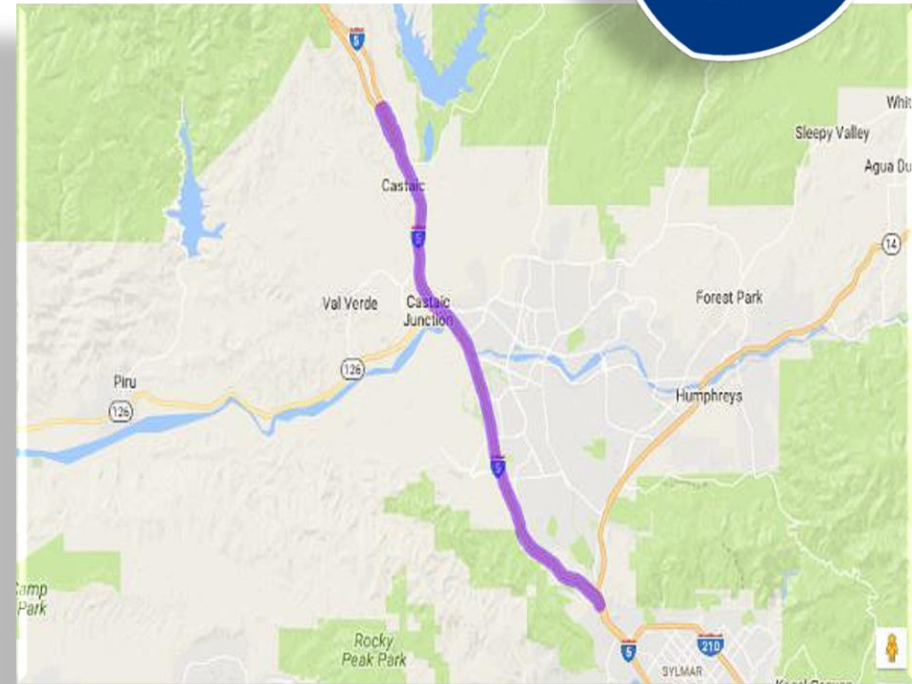 5
Whit
Sleepy Valley
Agua Du
Castaic
5
14
Val Verde
Castaic
Junction
Forest Park
126
Piru
126
Humphreys
5
amp
Park
Rocky
Peak Park
5
210
SYLMAR